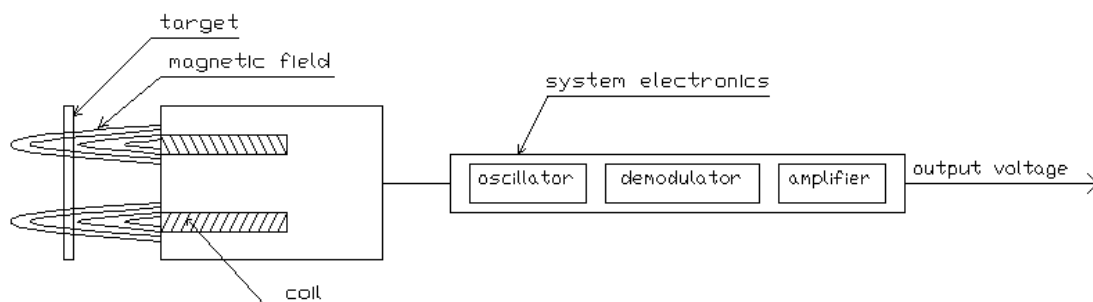 target
magnetic field
system electronics
oscillator
demodulator
amplifier
output voltage
coil